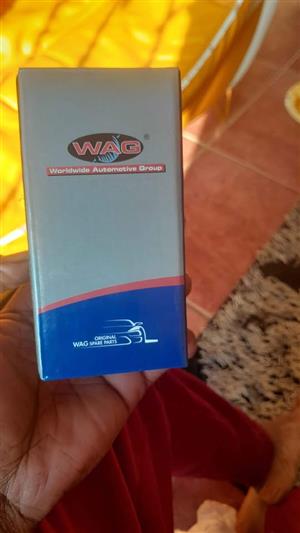 WAG®
Worldwide Automotive Group
ORIGINAL
WAG SPARE PARTS